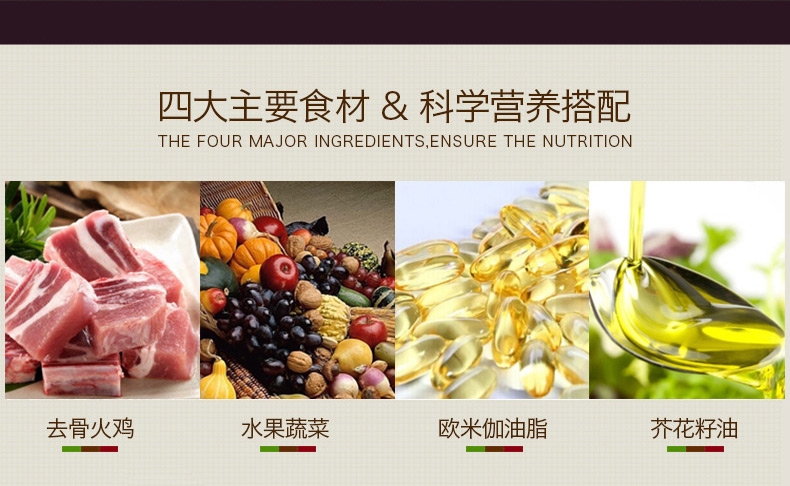 四大主要食材 & 科学营养搭配
THE FOUR MAJOR INGREDIENTS,ENSURE THE NUTRITION
去骨火鸡
水果蔬菜
欧米伽油脂
芥花籽油